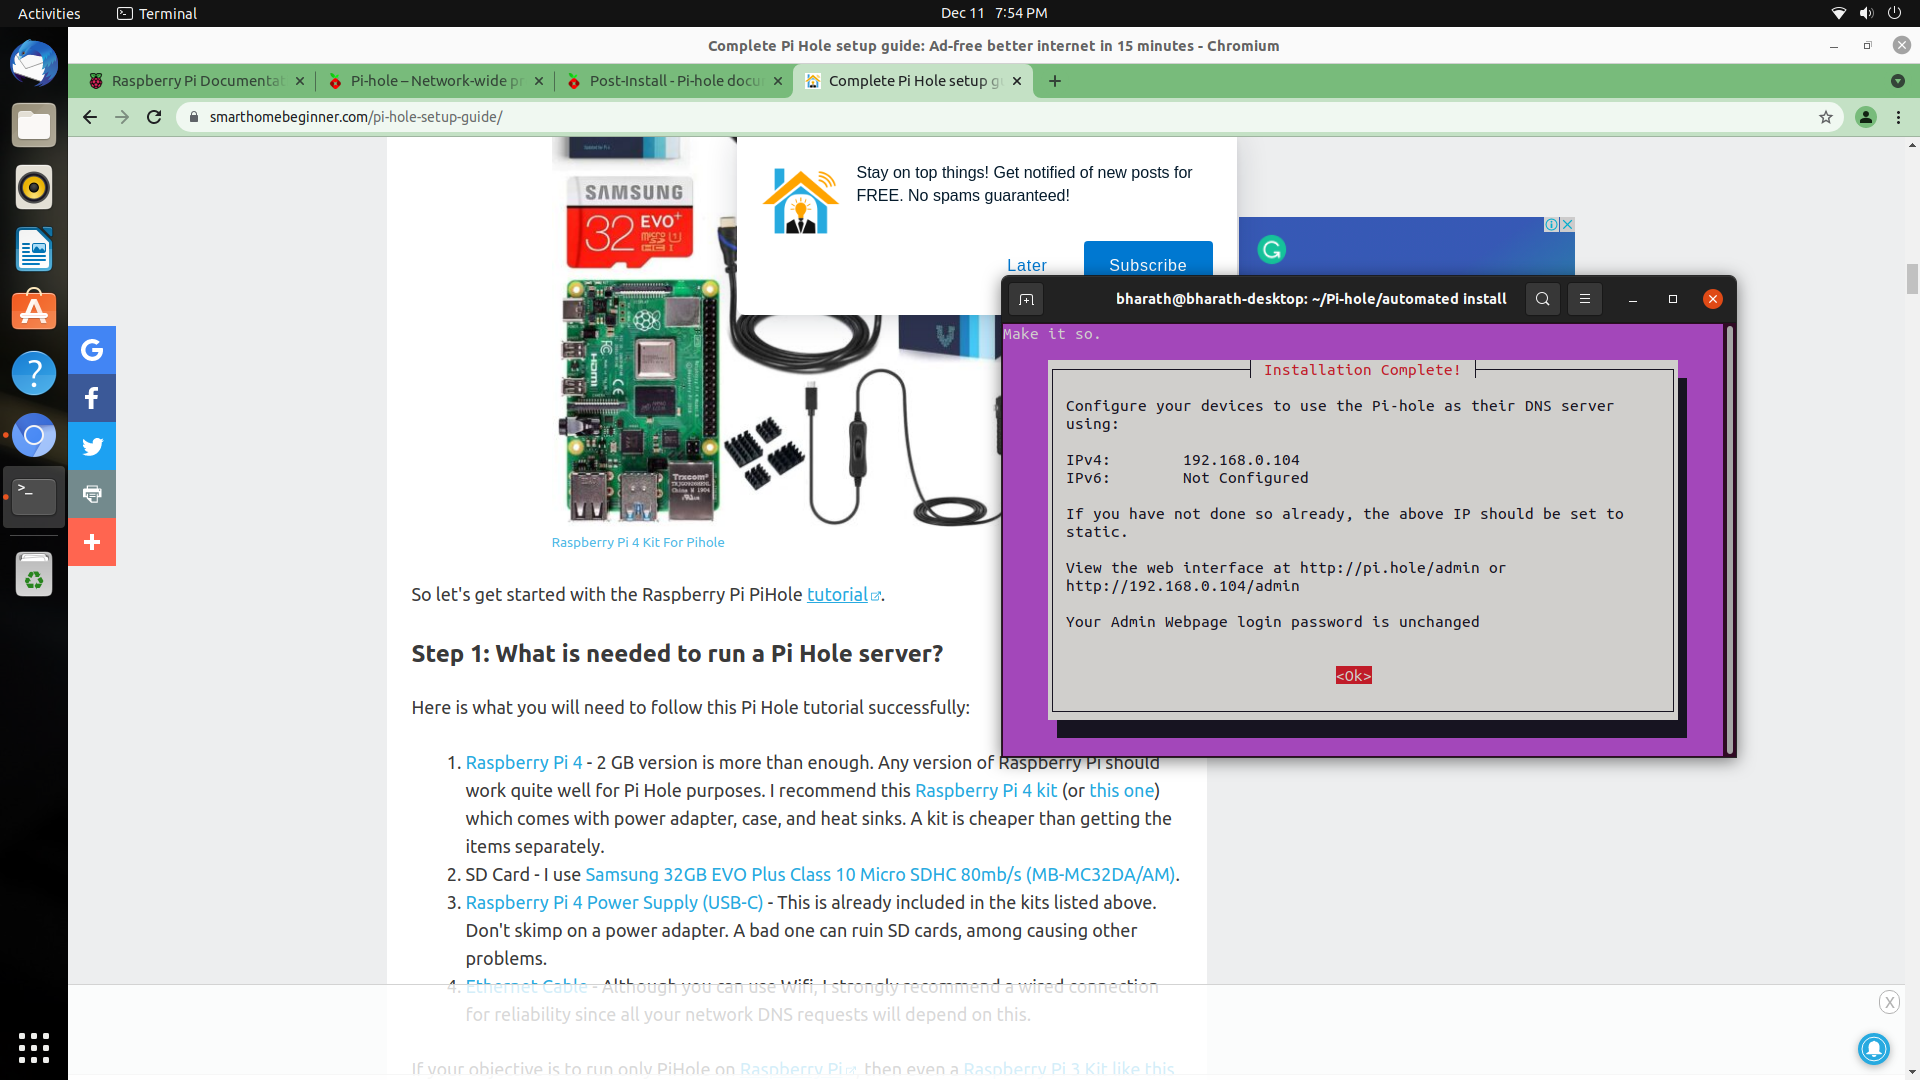 Activities
Terminal
Dec 11 7:54 PM
Complete Pi Hole setup guide: Ad-free better internet in 15 minutes - Chromium
Raspberry Pi Documentat
Pi-hole – Network-wide pr
Post-Install - Pi-hole docu
Complete Pi Hole setup gu
smarthomebeginner.com/pi-hole-setup-guide/
SAMSUNG
32 EVO+
Stay on top things! Get notified of new posts for
FREE. No spams guaranteed!
Later
Subscribe
HDMI
Trxcom
Raspberry Pi 4 Kit For Pihole
So let's get started with the Raspberry Pi PiHole tutorial.
Step 1: What is needed to run a Pi Hole server?
Here is what you will need to follow this Pi Hole tutorial successfully:
1. Raspberry Pi 4 - 2 GB version is more than enough. Any version of Raspberry Pi should
work quite well for Pi Hole purposes. I recommend this Raspberry Pi 4 kit (or this one)
which comes with power adapter, case, and heat sinks. A kit is cheaper than getting the
items separately.
2. SD Card - I use Samsung 32GB EVO Plus Class 10 Micro SDHC 80mb/s (MB-MC32DA/AM).
3. Raspberry Pi 4 Power Supply (USB-C) - This is already included in the kits listed above.
Don't skimp on a power adapter. A bad one can ruin SD cards, among causing other
problems.
4. Ethernet Cable - Although you can use Wifi, I strongly recommend a wired connection
for reliability since all your network DNS requests will depend on this.
If your objective is to run only PiHole on Raspberry Pi, then even a Raspberry Pi 3 Kit like this
bharath@bharath-desktop: ~/Pi-hole/automated install
Make it so.
Installation Complete!
Configure your devices to use the Pi-hole as their DNS server
using:
IPv4: 192.168.0.104
IPv6: Not Configured
If you have not done so already, the above IP should be set to
static.
View the web interface at http://pi.hole/admin or
http://192.168.0.104/admin
Your Admin Webpage login password is unchanged
<Ok>